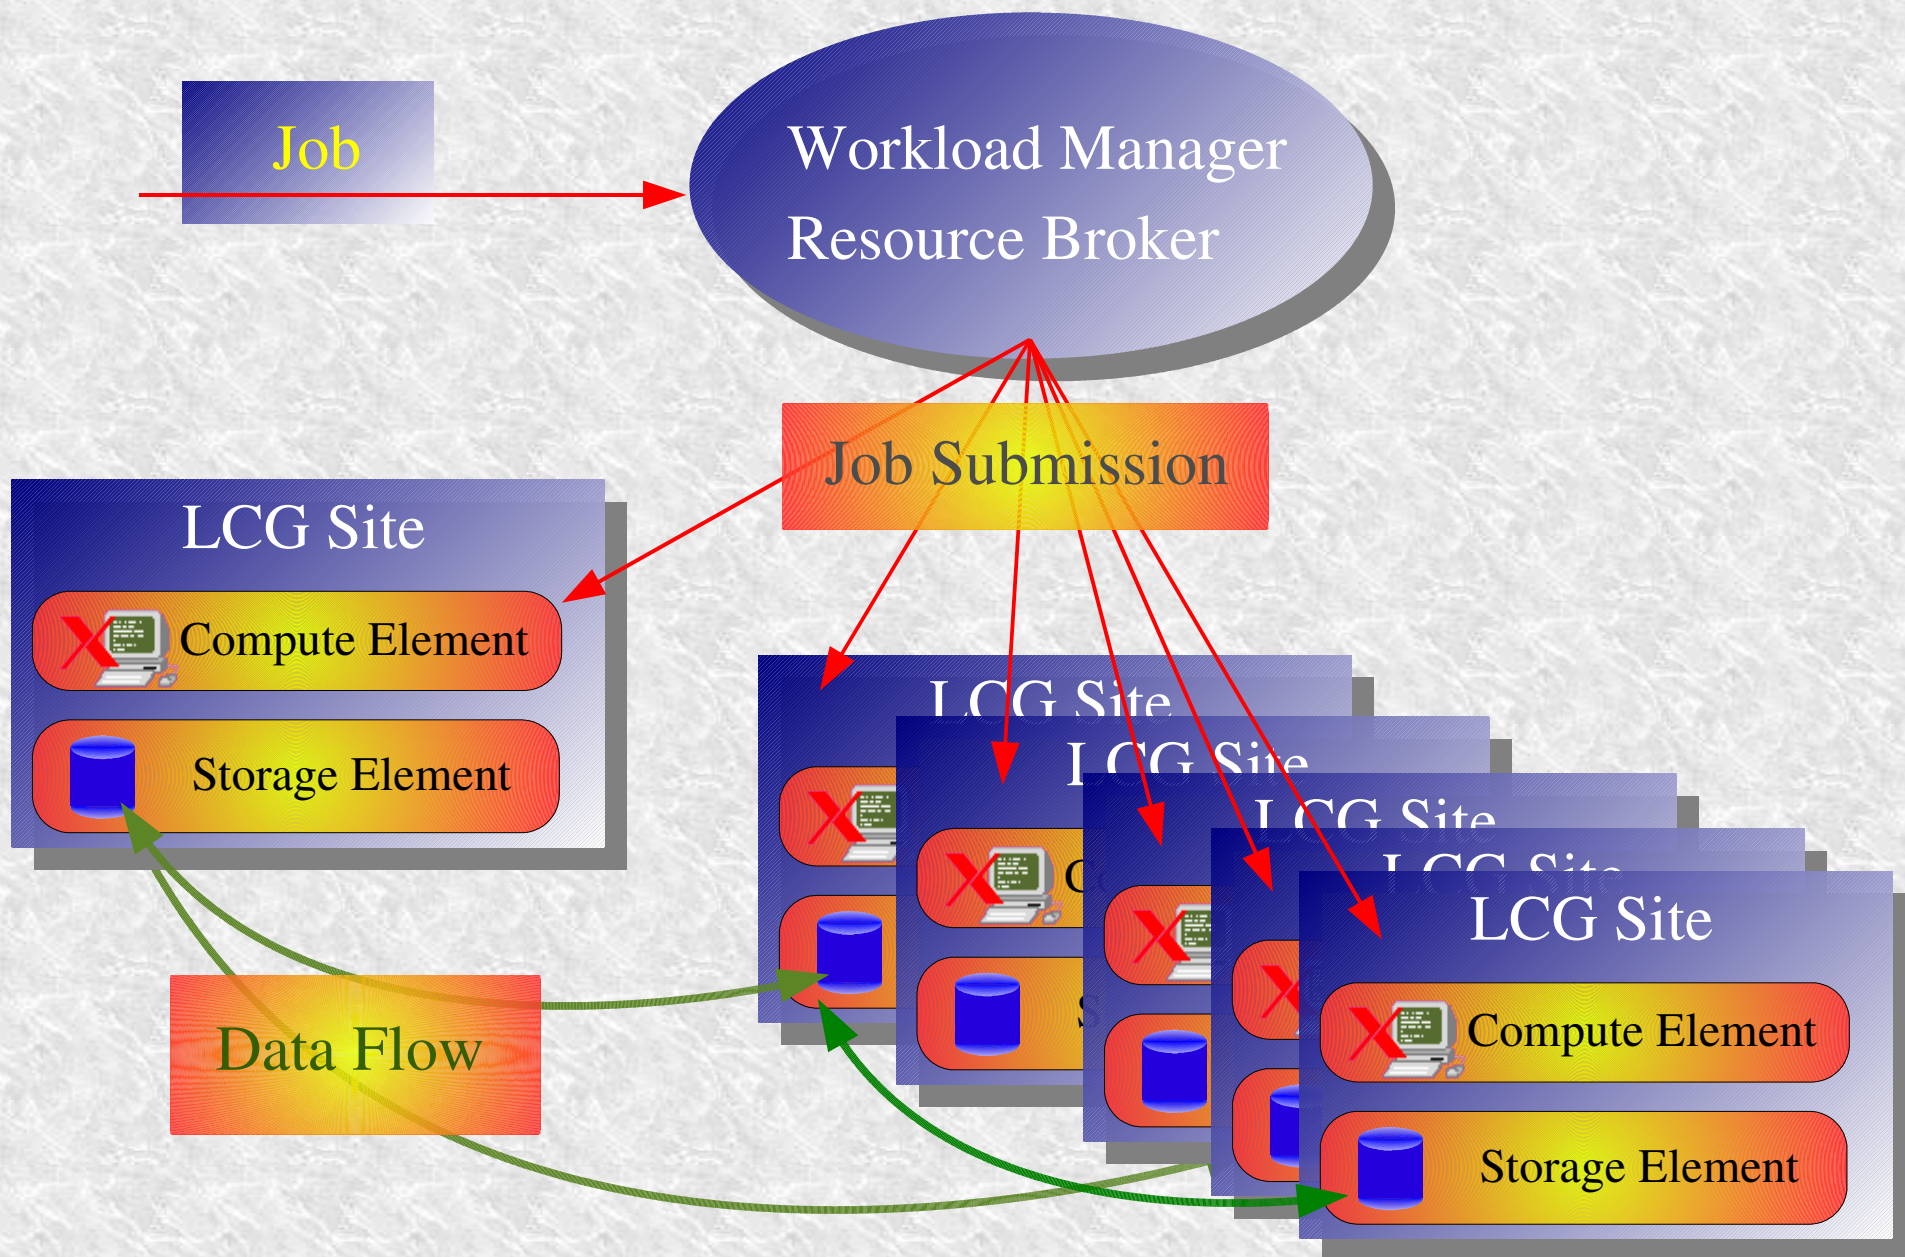 Job
Workload Manager
Resource Broker
Job Submission
LCG Site
Compute Element
Storage Element
LCG Site
LCG Site
LCG Site
LCG Site
LCG Site
Compute Element
Storage Element
Data Flow